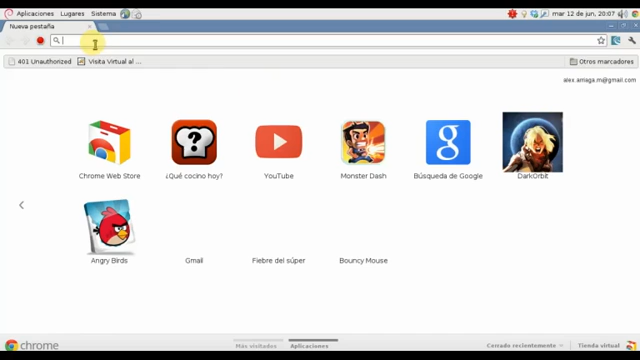 Aplicaciones Lugares Sistema mar 12 de jun, 20:07
Nueva pestaña
401 Unauthorized Visita Virtual al ... Otros marcadores
alex.arriaga.m@gmail.com
Chrome Web Store ¿Qué cocino hoy? YouTube Monster Dash Búsqueda de Google DarkOrbit
Angry Birds Gmail Fiebre del súper Bouncy Mouse
chrome Más visitados Aplicaciones Cerrado recientemente Tienda virtual